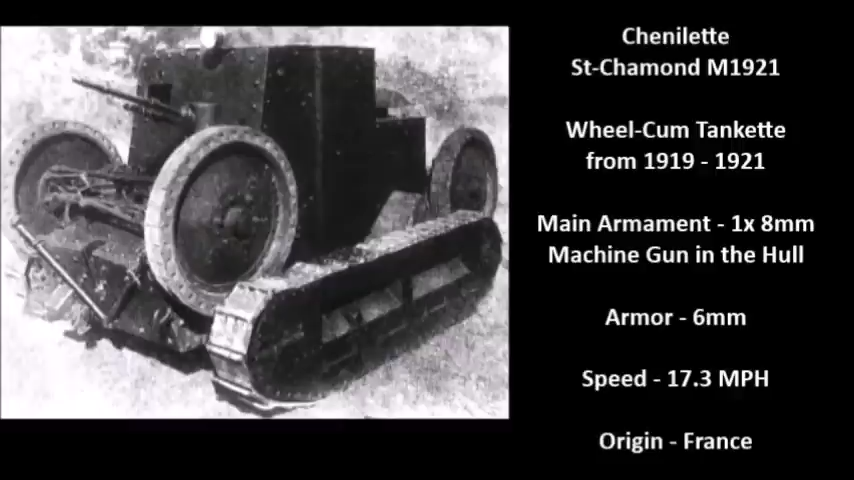 Chenilette
St-Chamond M1921
Wheel-Cum Tankette
from 1919 - 1921
Main Armament - 1x 8mm
Machine Gun in the Hull
Armor - 6mm
Speed - 17.3 MPH
Origin - France